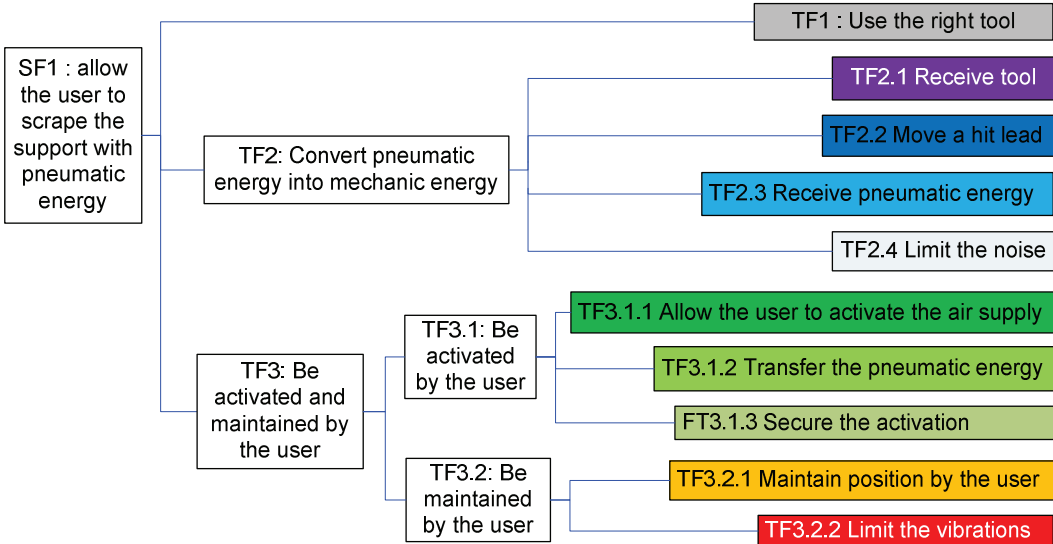 SF1 : allow
the user to
scrape the
support with
pneumatic
energy
TF1 : Use the right tool
TF2: Convert pneumatic
energy into mechanic energy
TF2.1 Receive tool
TF2.2 Move a hit lead
TF2.3 Receive pneumatic energy
TF2.4 Limit the noise
TF3: Be
activated and
maintained by
the user
TF3.1: Be
activated
by the user
TF3.1.1 Allow the user to activate the air supply
TF3.1.2 Transfer the pneumatic energy
FT3.1.3 Secure the activation
TF3.2: Be
maintained
by the user
TF3.2.1 Maintain position by the user
TF3.2.2 Limit the vibrations